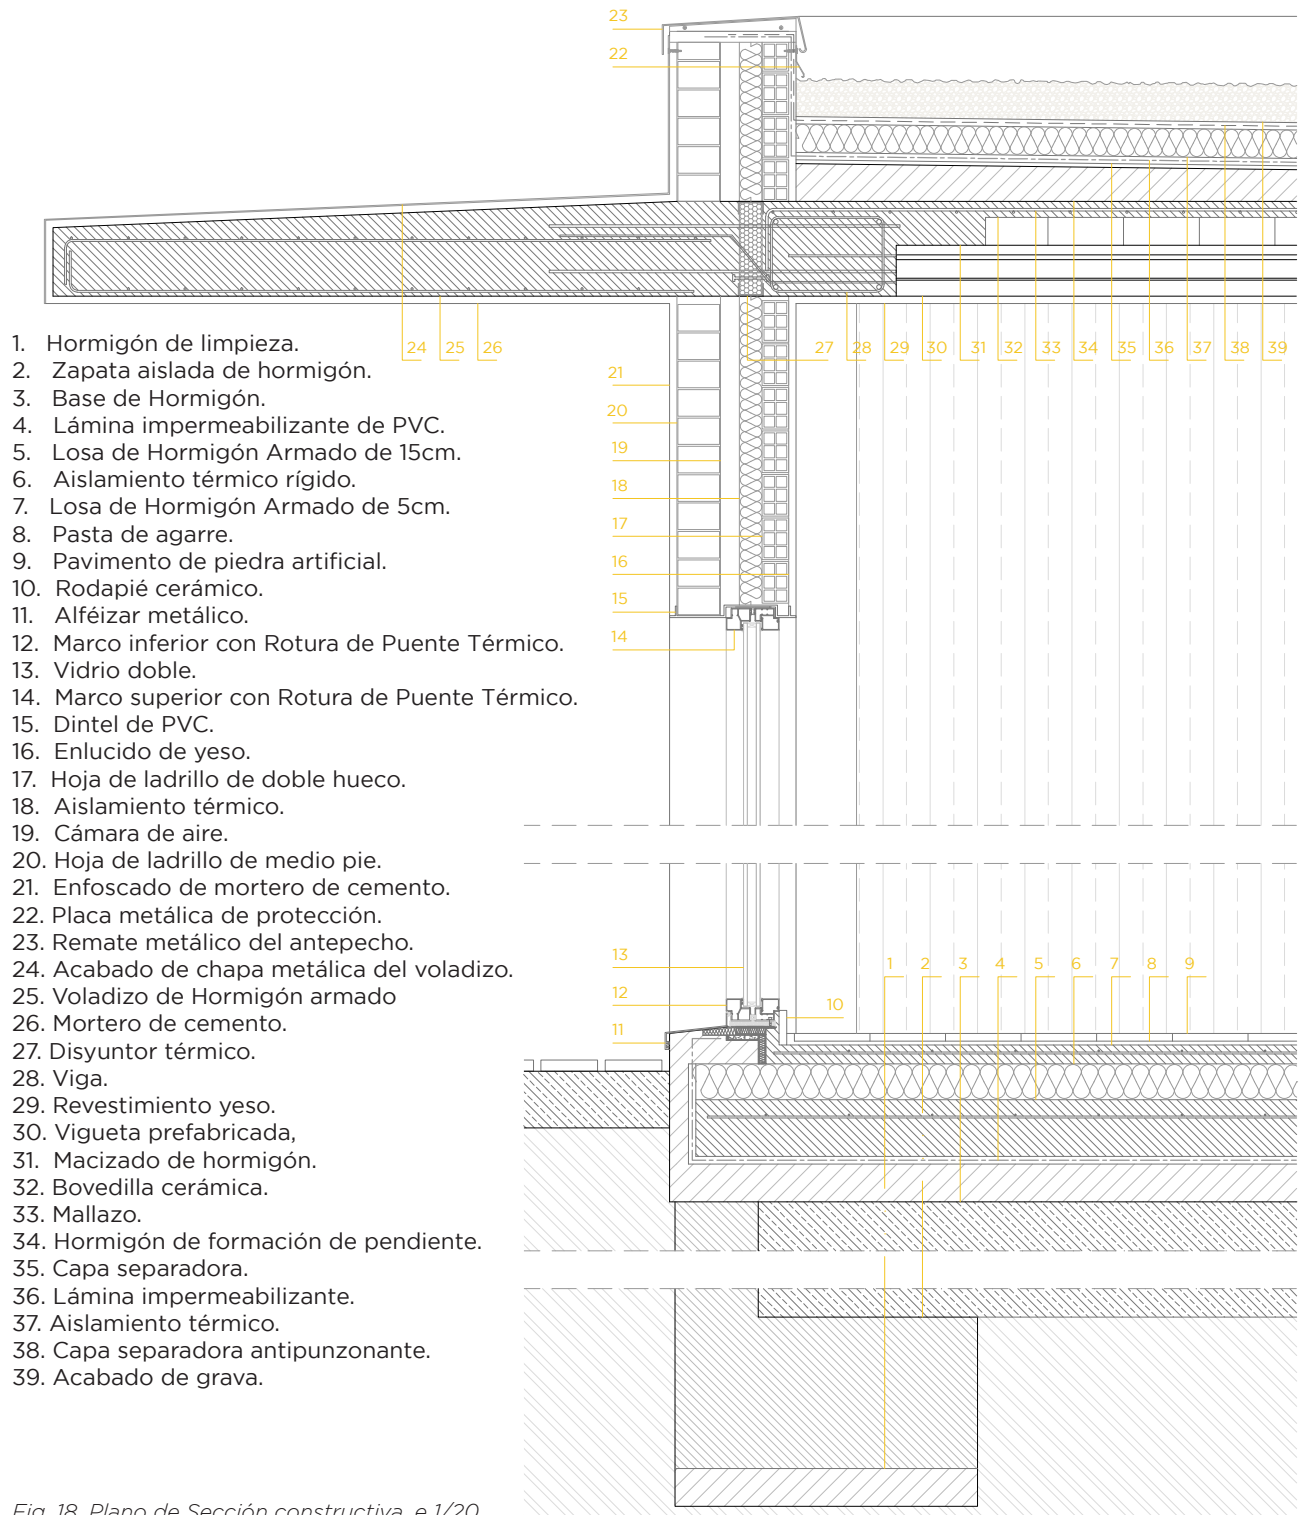 23
22
24 25 26
27 28 29 30 31 32 33 34 35 36 37 38 39
21
20
19
18
17
16
15
14
1. Hormigón de limpieza.
2. Zapata aislada de hormigón.
3. Base de Hormigón.
4. Lámina impermeabilizante de PVC.
5. Losa de Hormigón Armado de 15cm.
6. Aislamiento térmico rígido.
7. Losa de Hormigón Armado de 5cm.
8. Pasta de agarre.
9. Pavimento de piedra artificial.
10. Rodapié cerámico.
11. Alféizar metálico.
12. Marco inferior con Rotura de Puente Térmico.
13. Vidrio doble.
14. Marco superior con Rotura de Puente Térmico.
15. Dintel de PVC.
16. Enlucido de yeso.
17. Hoja de ladrillo de doble hueco.
18. Aislamiento térmico.
19. Cámara de aire.
20. Hoja de ladrillo de medio pie.
21. Enfoscado de mortero de cemento.
22. Placa metálica de protección.
23. Remate metálico del antepecho.
24. Acabado de chapa metálica del voladizo.
25. Voladizo de Hormigón armado
26. Mortero de cemento.
27. Disyuntor térmico.
28. Viga.
29. Revestimiento yeso.
30. Vigueta prefabricada,
31. Macizado de hormigón.
32. Bovedilla cerámica.
33. Mallazo.
34. Hormigón de formación de pendiente.
35. Capa separadora.
36. Lámina impermeabilizante.
37. Aislamiento térmico.
38. Capa separadora antipunzonante.
39. Acabado de grava.
13
12
11
10
1 2 3 4 5 6 7 8 9
Fig. 18. Plano de Sección constructiva. e 1/20